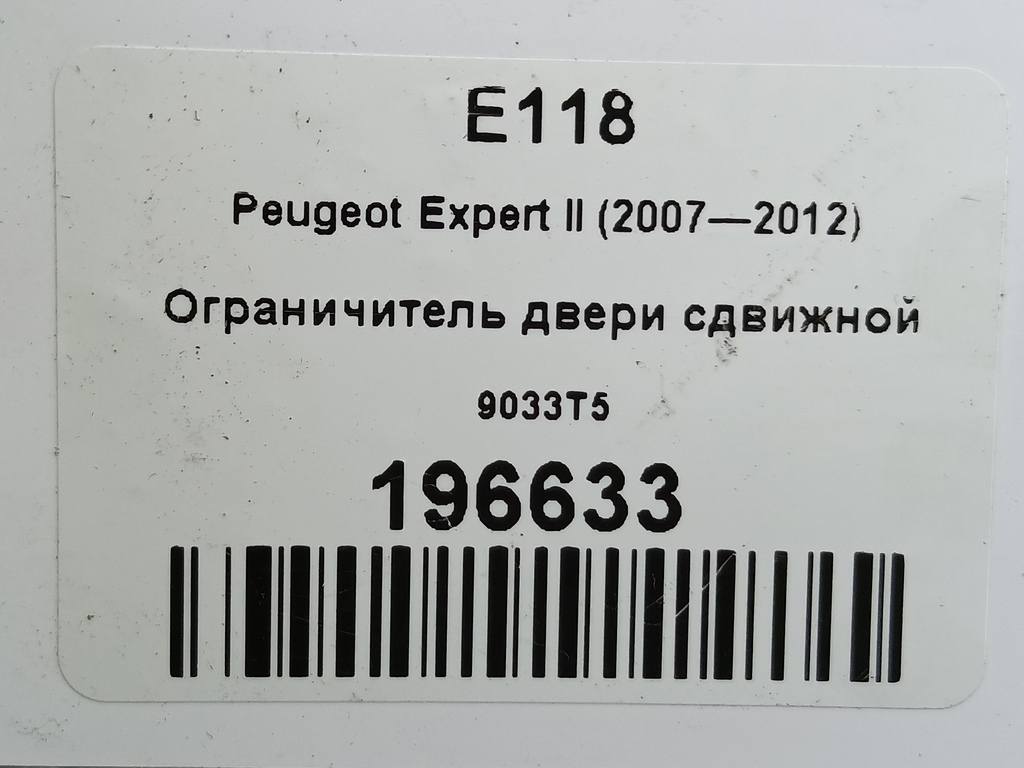 E118
Peugeot Expert II (2007—2012)
Ограничитель двери сдвижной
9033T5
196633